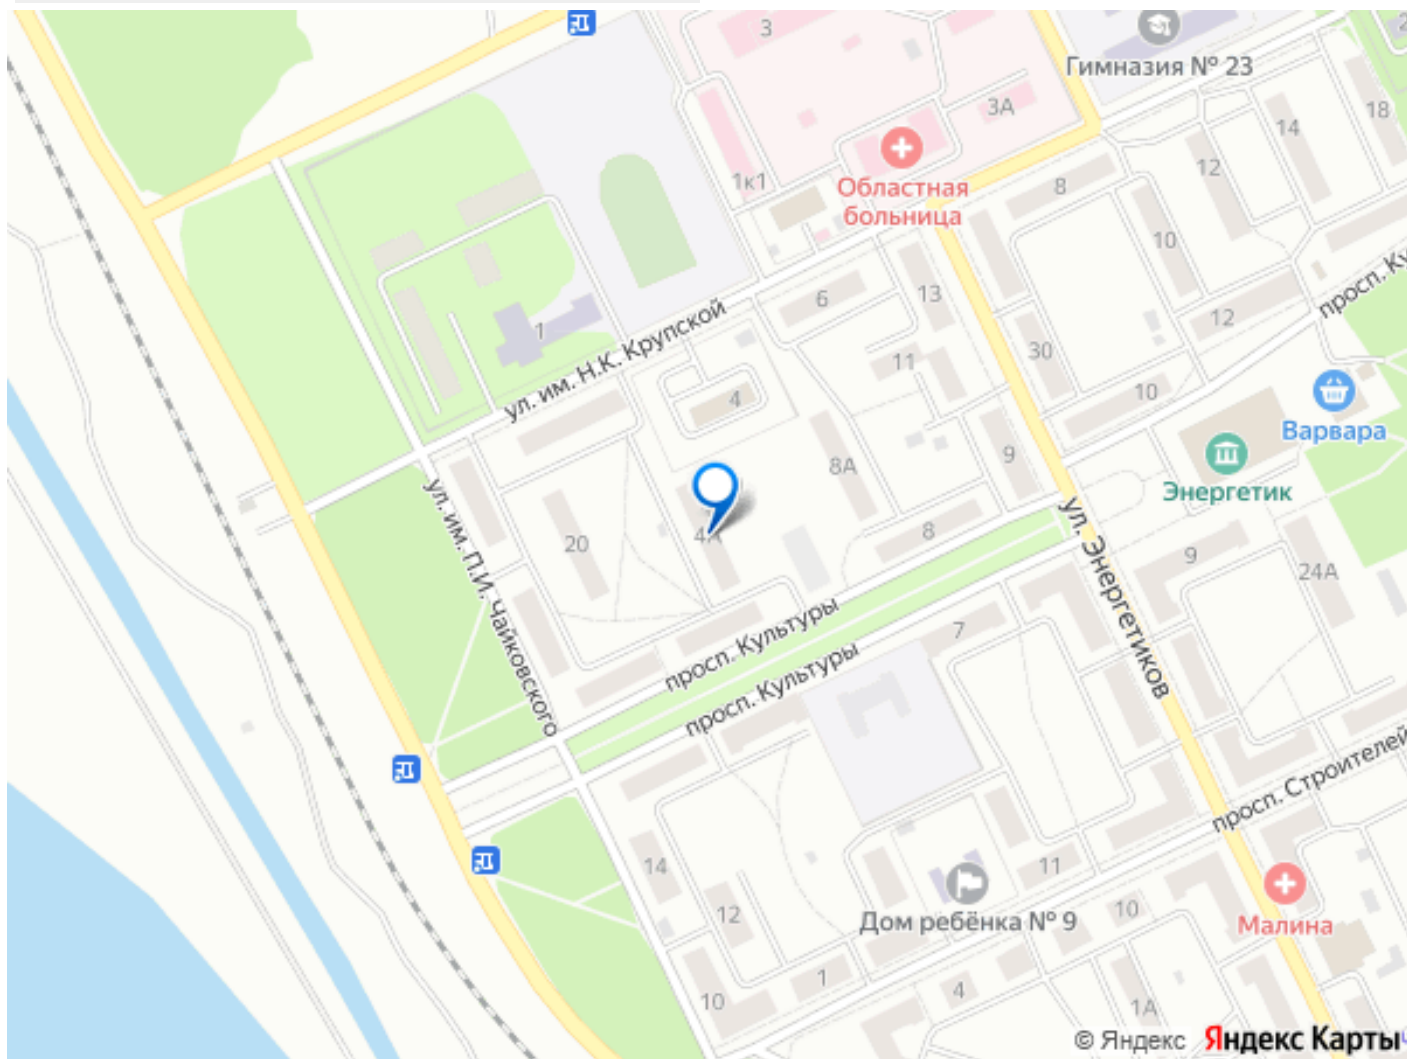 3
Гимназия № 23
3А
18
14
12
1к1
Областная
больница
8
10
13
6
12
просп. Ку
30
11
1
ул. им. Н.К. Крупской
4
10
Варвара
8А
9
Энергетик
4А
20
8
9
24А
ул. им. П.И. Чайковского
ул. Энергетиков
просп. Культуры
7
просп. Культуры
просп. Строителей
14
11
12
Дом ребёнка № 9
10
Малина
1
10
4
1А
© Яндекс Яндекс Карты